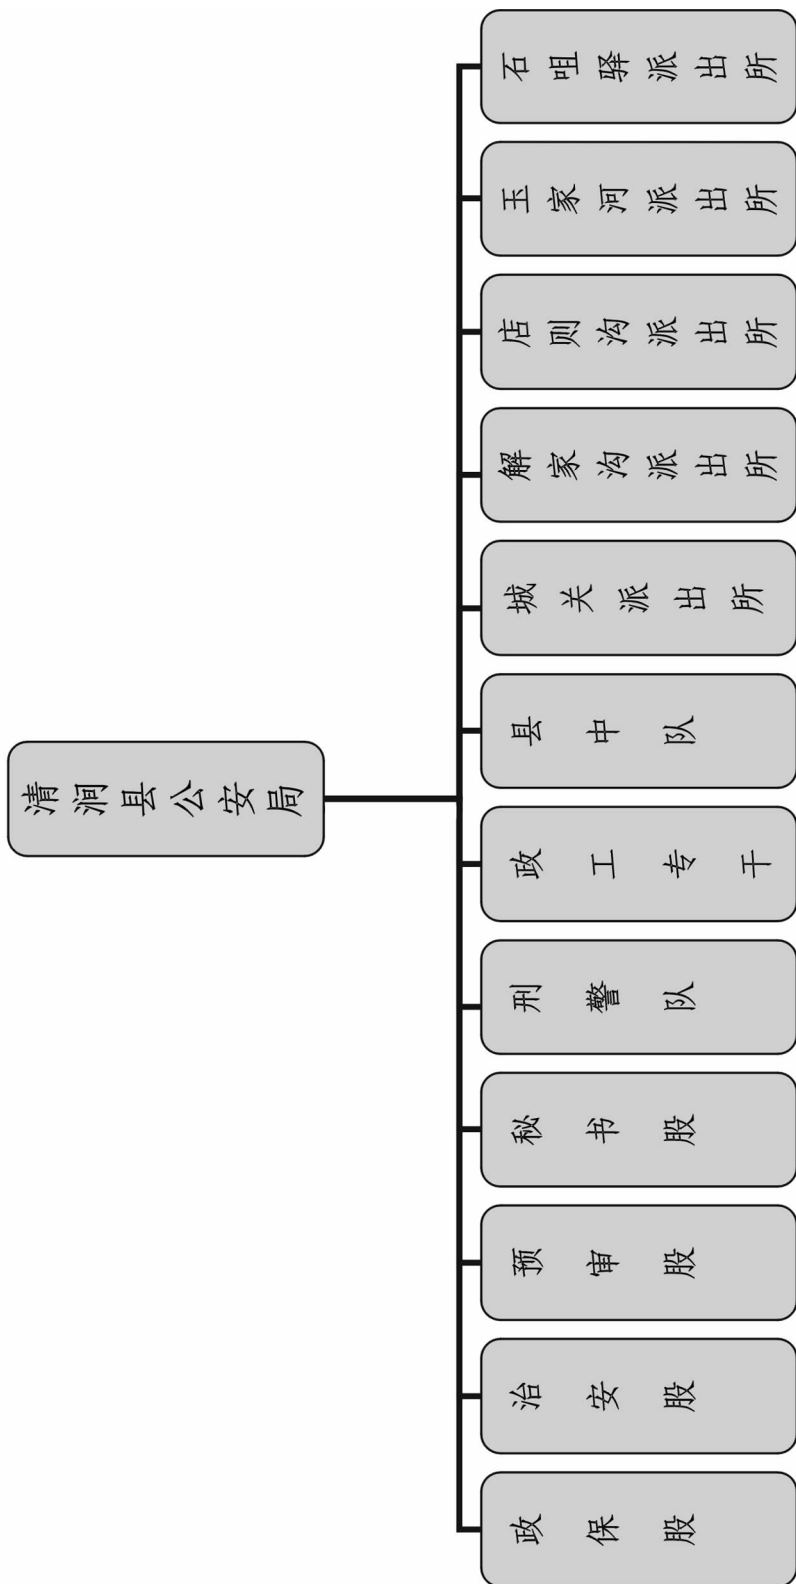 清涧县公安局
政保股
治安股
预审股
秘书股
刑警队
政工专干
县中队
城关派出所
解家沟派出所
店则沟派出所
玉家河派出所
石咀驿派出所